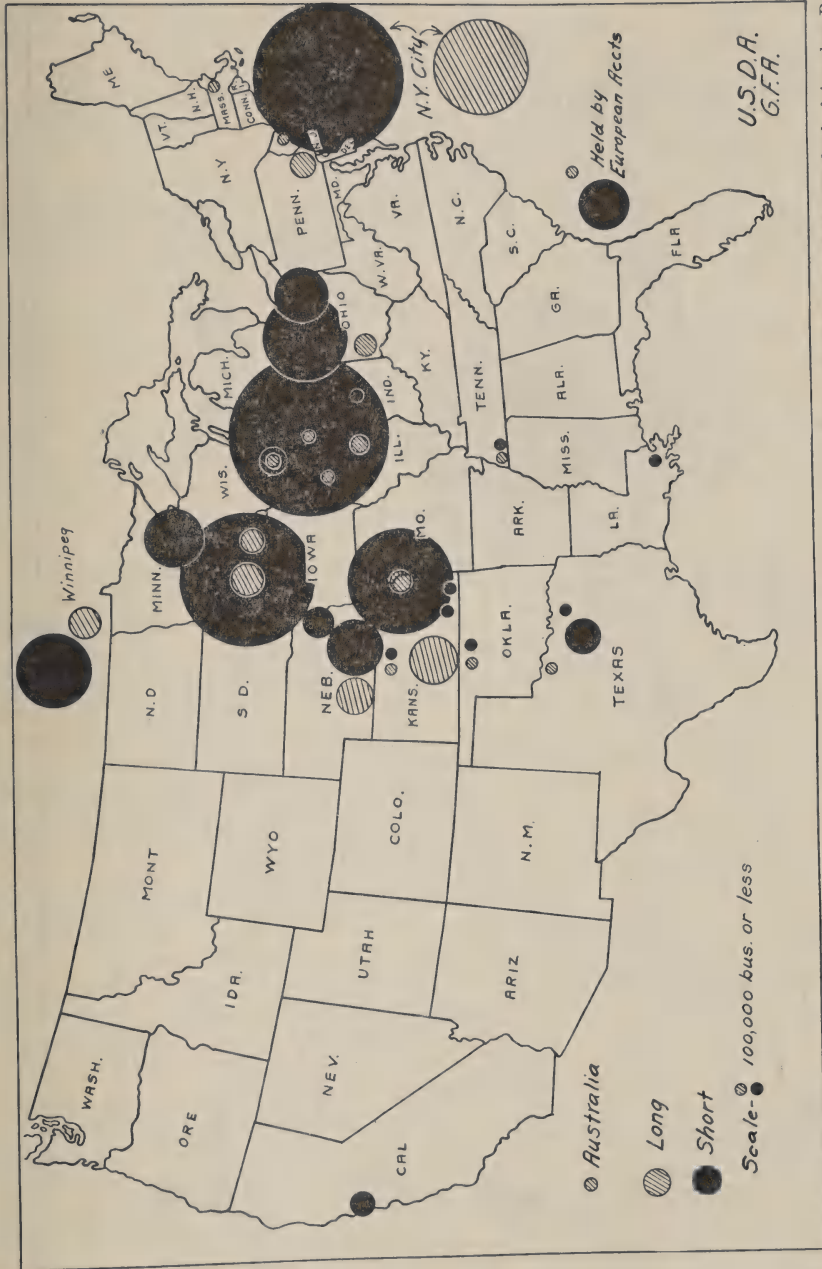 Winnipeg
WASH.
MONT
N.D
MINN.
WIS.
MICH.
ME
VT.
N.H.
MASS.
R.I.
CONN.
N.Y
ORE
IDA.
WYO
S D.
IOWA
NEB.
ILL.
IND.
OHIO
PENN.
N.J.
MD.
DE.
N.Y. City
CAL
NEV.
UTAH
COLO.
KANS.
MO.
KY.
W.VA.
VA.
ARIZ
N.M.
OKLA.
ARK.
TENN.
N.C.
S.C.
TEXAS
LA.
MISS.
ALA.
GA.
FLA
Held by
European Accts
Australia
Long
Short
Scale- 100,000 bus. or less
U.S.D.A.
G.F.A.